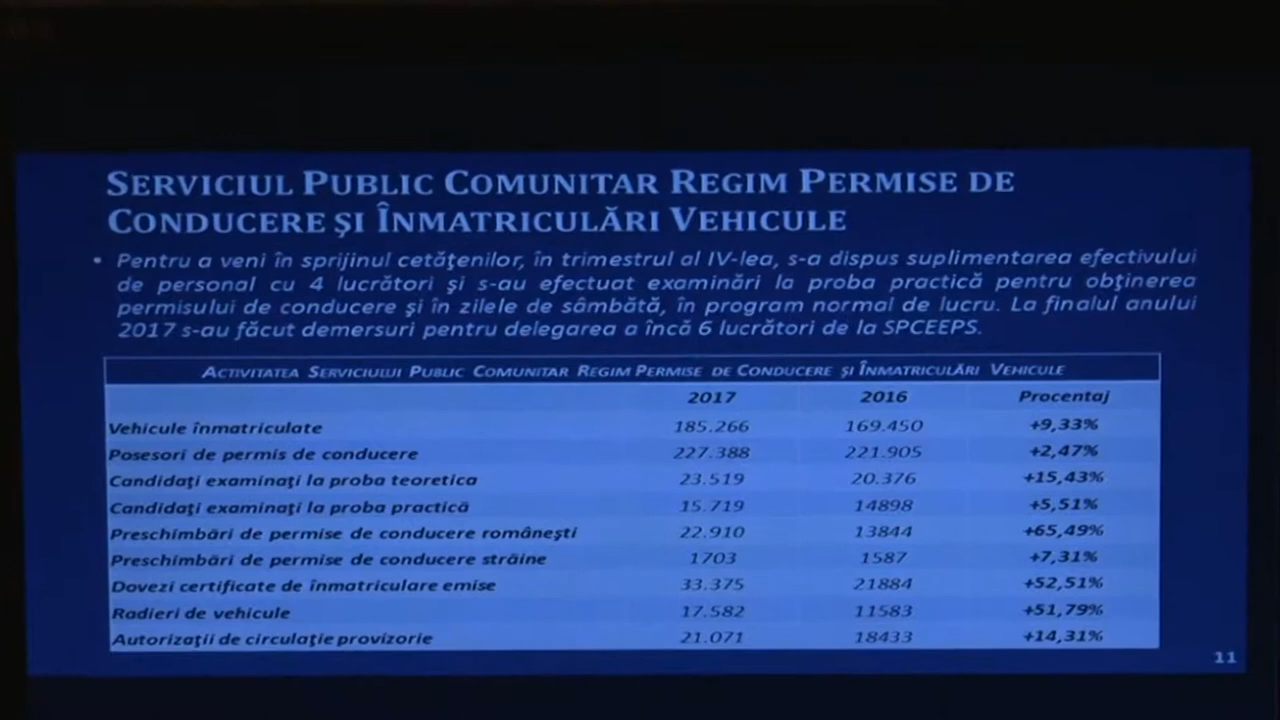 SERVICIUL PUBLIC COMUNITAR REGIM PERMISE DE
CONDUCERE ŞI ÎNMATRICULĂRI VEHICULE
• Pentru a veni în sprijinul cetăţenilor, în trimestrul al IV-lea, s-a dispus suplimentarea efectivului
de personal cu 4 lucrători şi s-au efectuat examinări la proba practică pentru obţinerea
permisului de conducere şi în zilele de sâmbătă, în program normal de lucru. La finalul anului
2017 s-au făcut demersuri pentru delegarea a încă 6 lucrători de la SPCEEPS.
ACTIVITATEA SERVICIULUI PUBLIC COMUNITAR REGIM PERMISE DE CONDUCERE ŞI ÎNMATRICULĂRI VEHICULE
2017 2016 Procentaj
Vehicule înmatriculate 185.266 169.450 +9,33%
Posesori de permis de conducere 227.388 221.905 +2,47%
Candidaţi examinaţi la proba teoretica 23.519 20.376 +15,43%
Candidaţi examinaţi la proba practică 15.719 14898 +5,51%
Preschimbări de permise de conducere româneşti 22.910 13844 +65,49%
Preschimbări de permise de conducere străine 1703 1587 +7,31%
Dovezi certificate de înmatriculare emise 33.375 21884 +52,51%
Radieri de vehicule 17.582 11583 +51,79%
Autorizaţii de circulaţie provizorie 21.071 18433 +14,31%
11